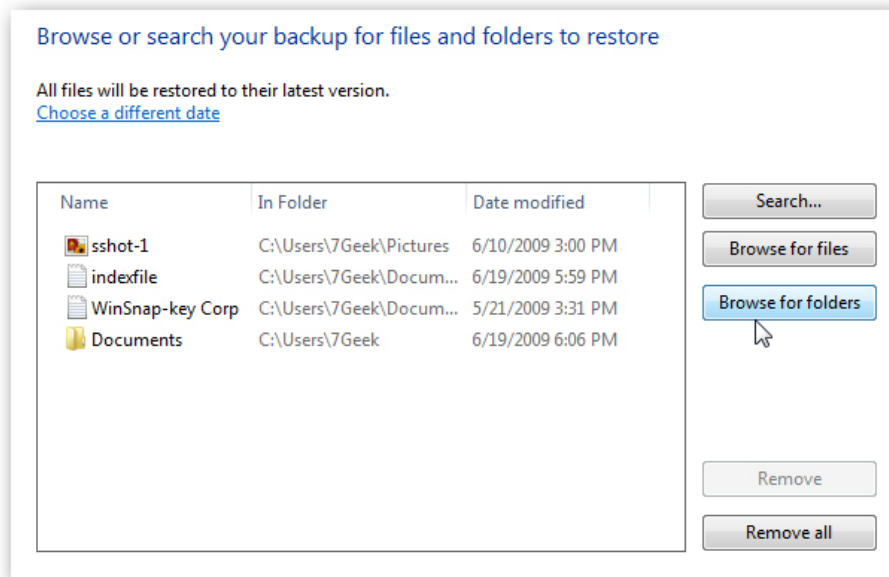 Browse or search your backup for files and folders to restore
All files will be restored to their latest version.
Choose a different date
Name In Folder Date modified
sshot-1 C:\Users\7Geek\Pictures 6/10/2009 3:00 PM
indexfile C:\Users\7Geek\Docum... 6/19/2009 5:59 PM
WinSnap-key Corp C:\Users\7Geek\Docum... 5/21/2009 3:31 PM
Documents C:\Users\7Geek 6/19/2009 6:06 PM
Search...
Browse for files
Browse for folders
Remove
Remove all